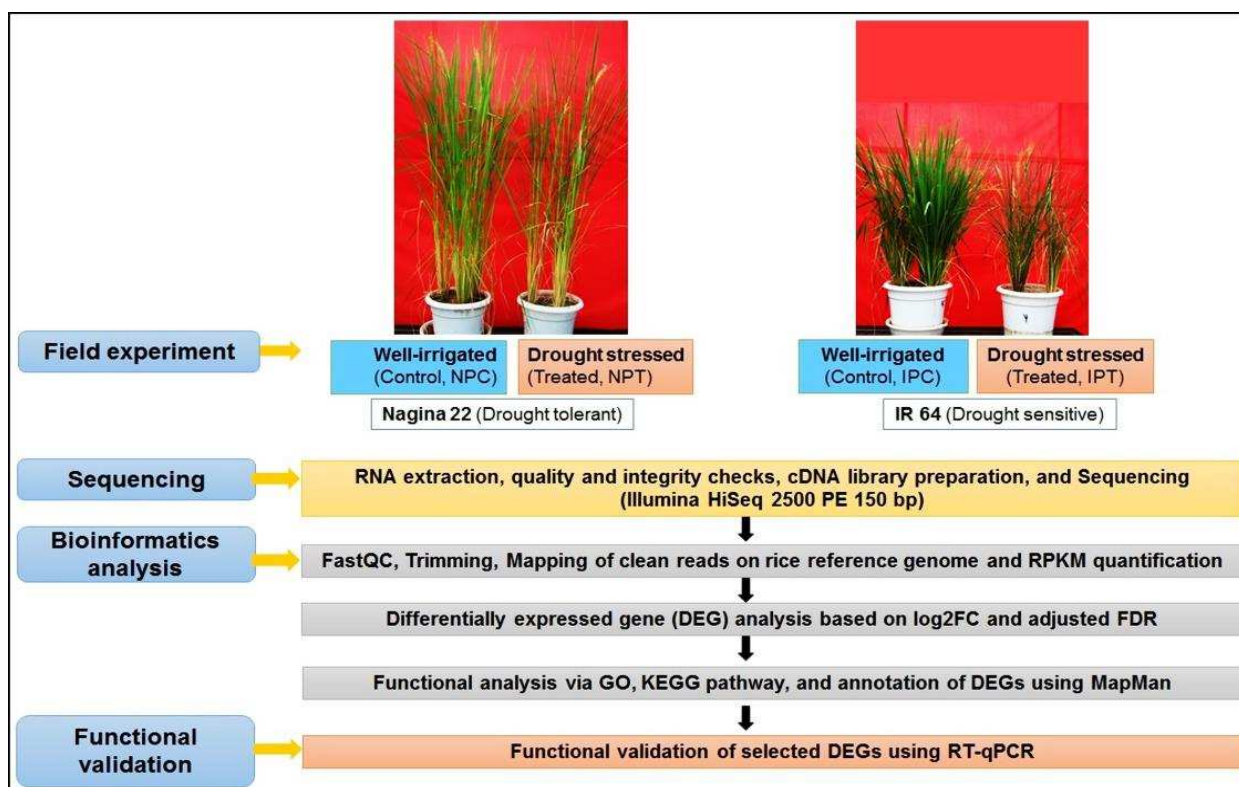 Field experiment
Well-irrigated
(Control, NPC)
Drought stressed
(Treated, NPT)
Nagina 22 (Drought tolerant)
Well-irrigated
(Control, IPC)
Drought stressed
(Treated, IPT)
IR 64 (Drought sensitive)
Sequencing
RNA extraction, quality and integrity checks, cDNA library preparation, and Sequencing
(Illumina HiSeq 2500 PE 150 bp)
Bioinformatics
analysis
FastQC, Trimming, Mapping of clean reads on rice reference genome and RPKM quantification
Differentially expressed gene (DEG) analysis based on log2FC and adjusted FDR
Functional analysis via GO, KEGG pathway, and annotation of DEGs using MapMan
Functional
validation
Functional validation of selected DEGs using RT-qPCR